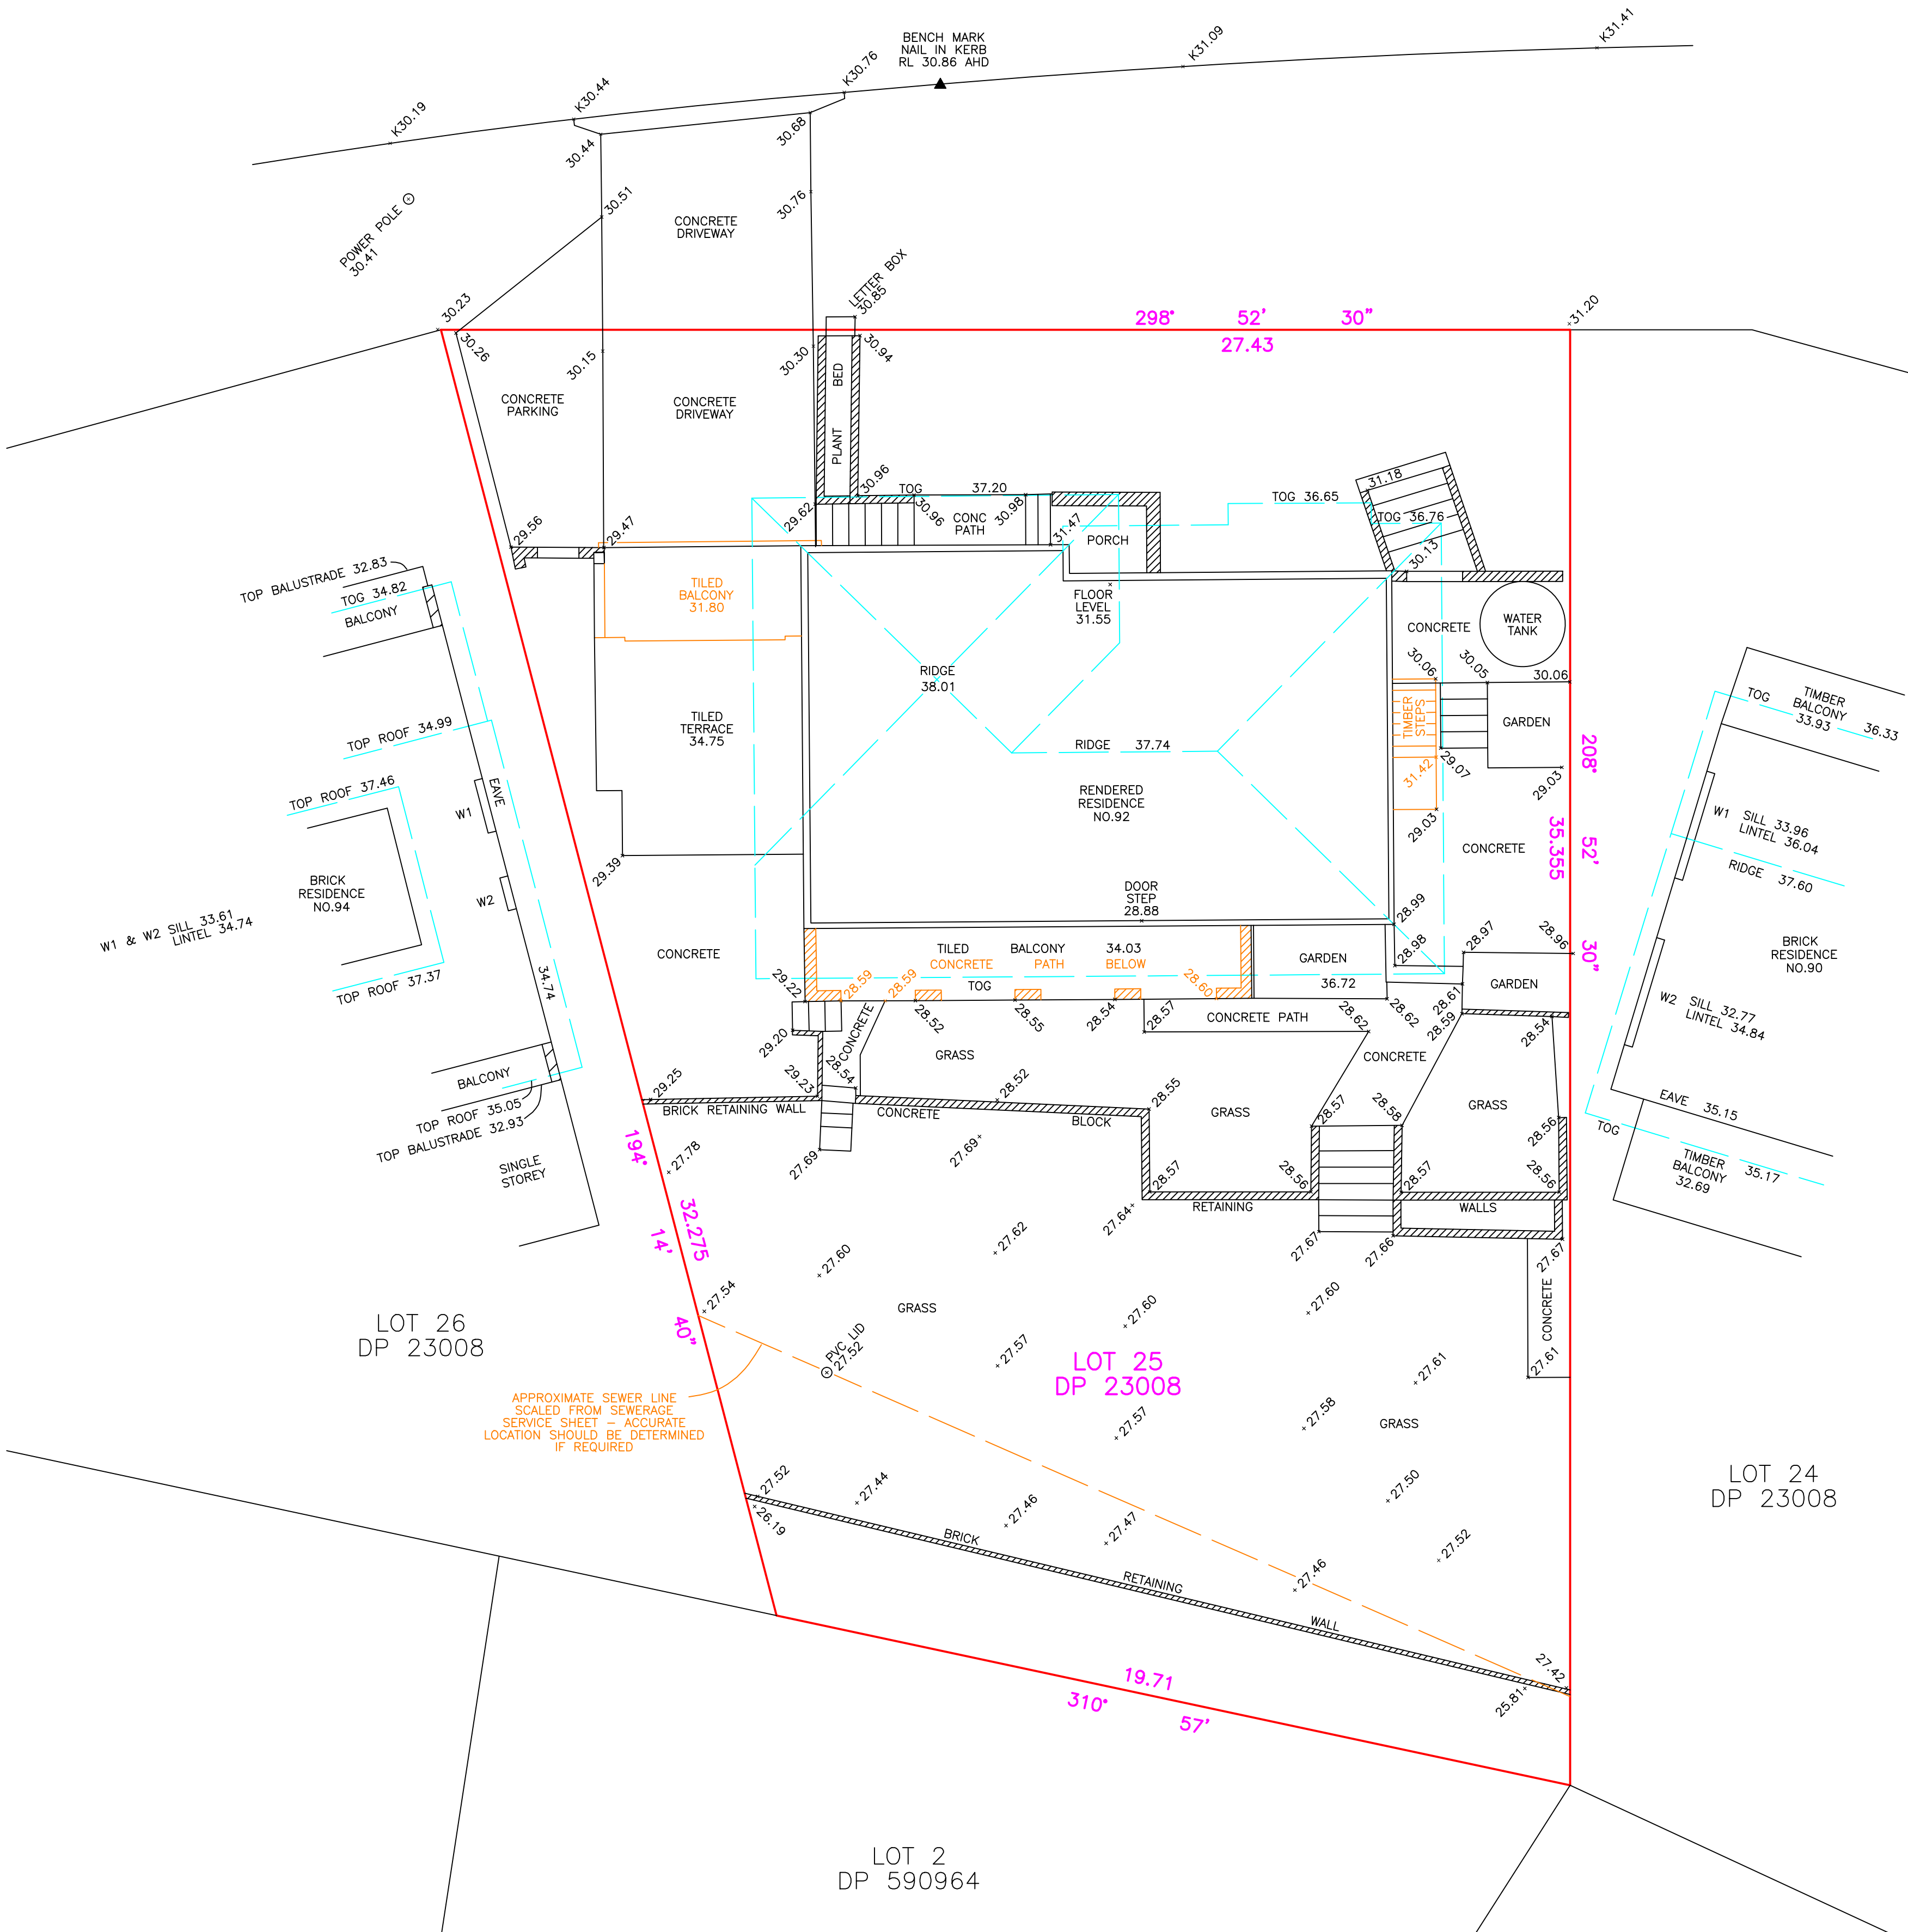 BENCH MARK
NAIL IN KERB
RL 30.86 AHD
K30.19
K30.44
K30.76
K31.09
K31.41
30.44
30.68
30.51
30.76
POWER POLE
30.41
CONCRETE
DRIVEWAY
LETTER BOX
30.85
30.23
30.26
30.15
30.30
30.94
298° 52' 30"
27.43
31.20
CONCRETE
PARKING
CONCRETE
DRIVEWAY
PLANT BED
29.56
29.47
29.62
30.96
TOG 37.20
30.96
CONC
PATH
30.98
31.47
PORCH
TOG 36.65
31.18
TOG 36.76
30.13
TOP BALUSTRADE 32.83
TOG 34.82
BALCONY
TILED
BALCONY
31.80
FLOOR
LEVEL
31.55
CONCRETE
WATER
TANK
RIDGE
38.01
30.06
30.05
30.06
TIMBER
STEPS
GARDEN
TOP ROOF 34.99
TILED
TERRACE
34.75
RIDGE 37.74
31.42
29.07
29.03
29.03
TOP ROOF 37.46
EAVE
34.74
W1
W2
BRICK
RESIDENCE
NO.94
W1 & W2 SILL 33.61
LINTEL 34.74
TOP ROOF 37.37
RENDERED
RESIDENCE
NO.92
CONCRETE
208° 52' 30"
35.355
TOG
TIMBER
BALCONY
33.93
36.33
W1 SILL 33.96
LINTEL 36.04
RIDGE 37.60
BRICK
RESIDENCE
NO.90
W2 SILL 32.77
LINTEL 34.84
EAVE 35.15
TOG
TIMBER
BALCONY
32.69
35.17
29.39
DOOR
STEP
28.88
28.99
CONCRETE
TILED BALCONY 34.03
CONCRETE PATH BELOW
GARDEN
28.98
28.97
28.96
GARDEN
29.22
28.59
28.59
TOG
28.60
36.72
28.61
28.52
28.55
28.54
28.57
CONCRETE PATH
28.62
28.62
28.59
28.54
29.20
CONCRETE
GRASS
CONCRETE
29.25
29.23
28.54
28.52
28.55
GRASS
28.57
28.58
GRASS
28.56
BALCONY
TOP ROOF 35.05
TOP BALUSTRADE 32.93
SINGLE
STOREY
BRICK RETAINING WALL
CONCRETE
BLOCK
27.78
27.69
27.69
28.57
28.56
28.57
28.56
194° 14' 40"
32.275
27.64
RETAINING
WALLS
27.67
27.66
27.67
27.60
27.62
27.54
GRASS
27.60
27.60
CONCRETE
LOT 26
DP 23008
PVC LID
27.52
27.57
LOT 25
DP 23008
27.61
27.61
APPROXIMATE SEWER LINE
SCALED FROM SEWERAGE
SERVICE SHEET – ACCURATE
LOCATION SHOULD BE DETERMINED
IF REQUIRED
27.57
27.58
GRASS
27.52
26.19
27.44
27.46
27.47
27.50
27.52
27.46
LOT 24
DP 23008
BRICK
RETAINING
WALL
27.42
25.81
19.71
310° 57'
LOT 2
DP 590964